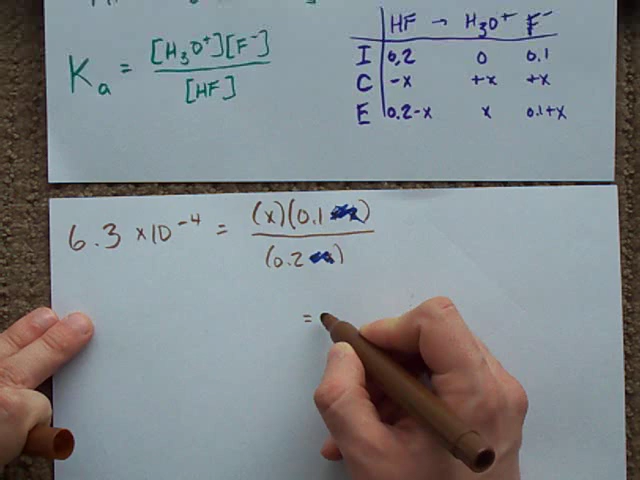 HF → H₃O⁺ F⁻
I 0.2 0 0.1
C -x +x +x
E 0.2-x x 0.1+x
Ka = [H₃O⁺][F⁻] / [HF]
6.3 ×10⁻⁴ = (x)(0.1) / (0.2)
=